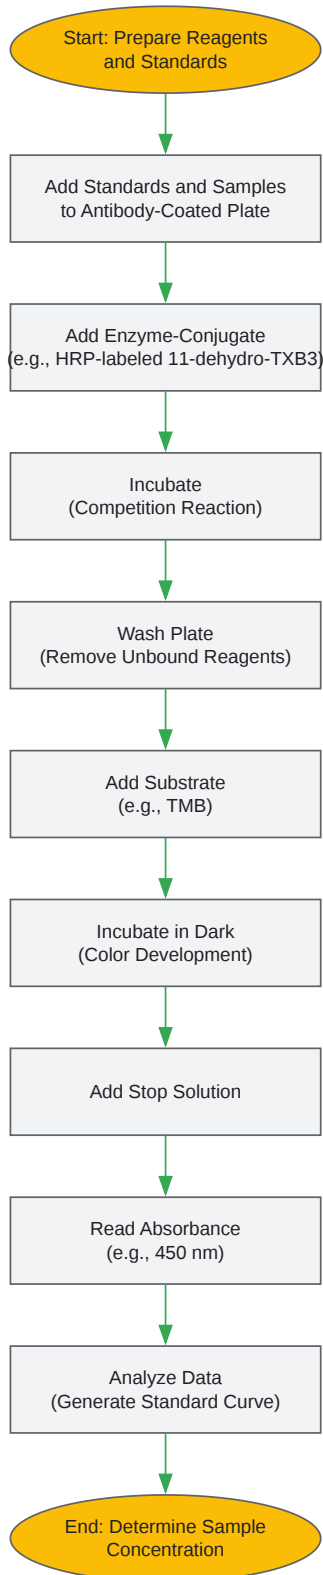 Start: Prepare Reagents
and Standards
Add Standards and Samples
to Antibody-Coated Plate
Add Enzyme-Conjugate
(e.g., HRP-labeled 11-dehydro-TXB3)
Incubate
(Competition Reaction)
Wash Plate
(Remove Unbound Reagents)
Add Substrate
(e.g., TMB)
Incubate in Dark
(Color Development)
Add Stop Solution
Read Absorbance
(e.g., 450 nm)
Analyze Data
(Generate Standard Curve)
End: Determine Sample
Concentration